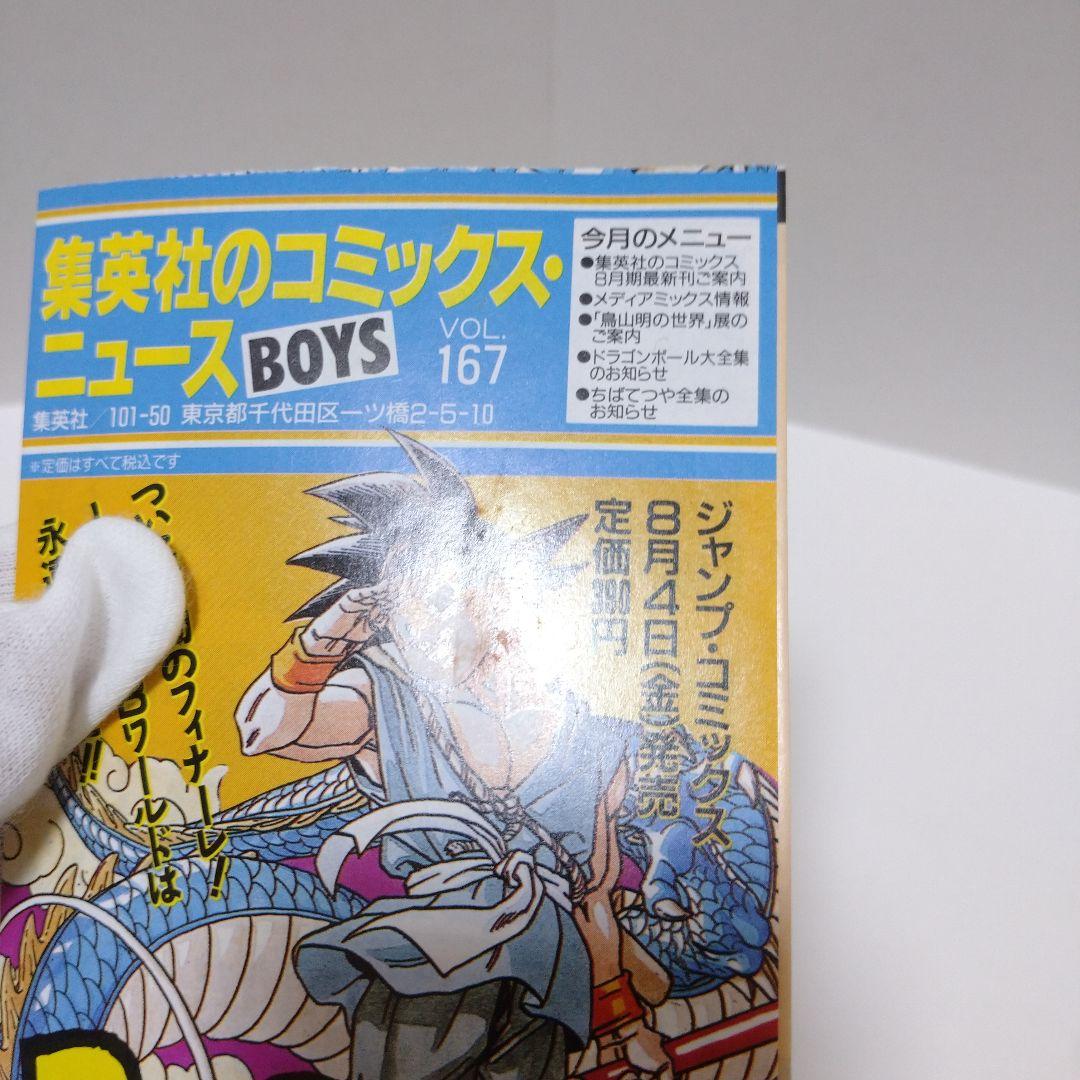 集英社のコミックス・
ニュース BOYS VOL. 167
集英社/101-50 東京都千代田区一ツ橋2-5-10
今月のメニュー
●集英社のコミックス
8月期最新刊ご案内
●メディアミックス情報
●「鳥山明の世界」展の
ご案内
●ドラゴンボール大全集
のお知らせ
●ちばてつや全集の
お知らせ
※定価はすべて税込です
ジャンプ・コミックス
8月4日(金)発売
定価390円
のフィナーレ!
ワールドは
永
!!